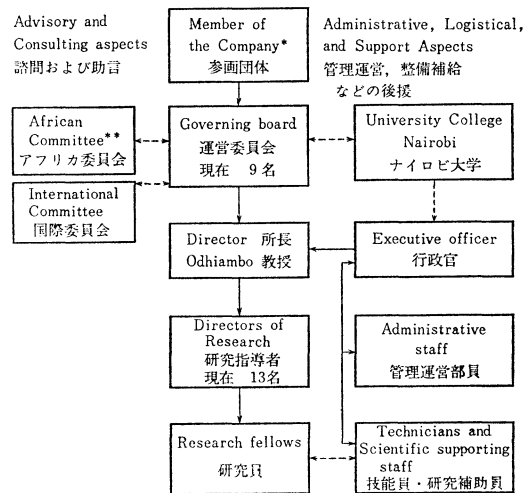 Advisory and
Consulting aspects
諮問および助言
Member of
the Company*
参画団体
Administrative, Logistical,
and Support Aspects
管理運営，整備補給
などの後援
African
Committee**
アフリカ委員会
Governing board
運営委員会
現在 9名
University College
Nairobi
ナイロビ大学
International
Committee
国際委員会
Director 所長
Odhiambo 教授
Executive officer
行政官
Directors of
Research
研究指導者
現在 13名
Administrative
staff
管理運営部員
Research fellows
研究員
Technicians and
Scientific supporting
staff
技能員・研究補助員